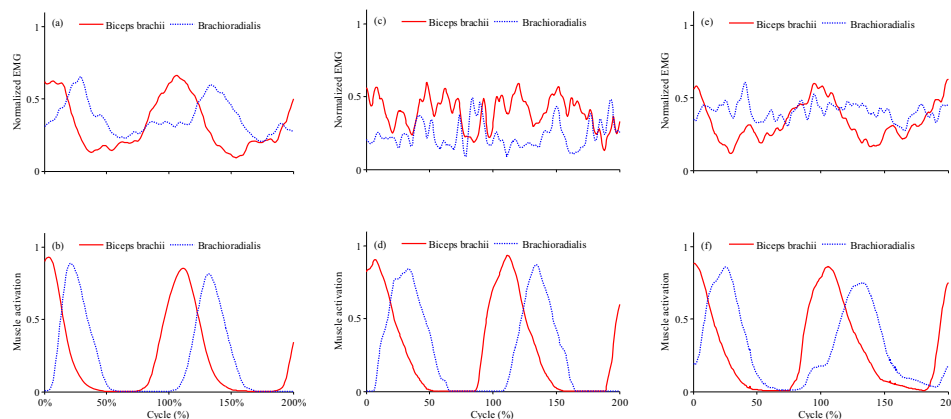 (a) Biceps brachii Brachioradialis
1
0.5
0
Normalized EMG
(c) Biceps brachii Brachioradialis
1
0.5
0
Normalized EMG
(e) Biceps brachii Brachioradialis
1
0.5
0
Normalized EMG
(b) Biceps brachii Brachioradialis
1
0.5
0
Muscle activation
0% 50% 100% 150% 200%
Cycle (%)
(d) Biceps brachii Brachioradialis
1
0.5
0
Muscle activation
0 50 100 150 200
Cycle (%)
(f) Biceps brachii Brachioradialis
1
0.5
0
Muscle activation
0 50 100 150 200
Cycle (%)